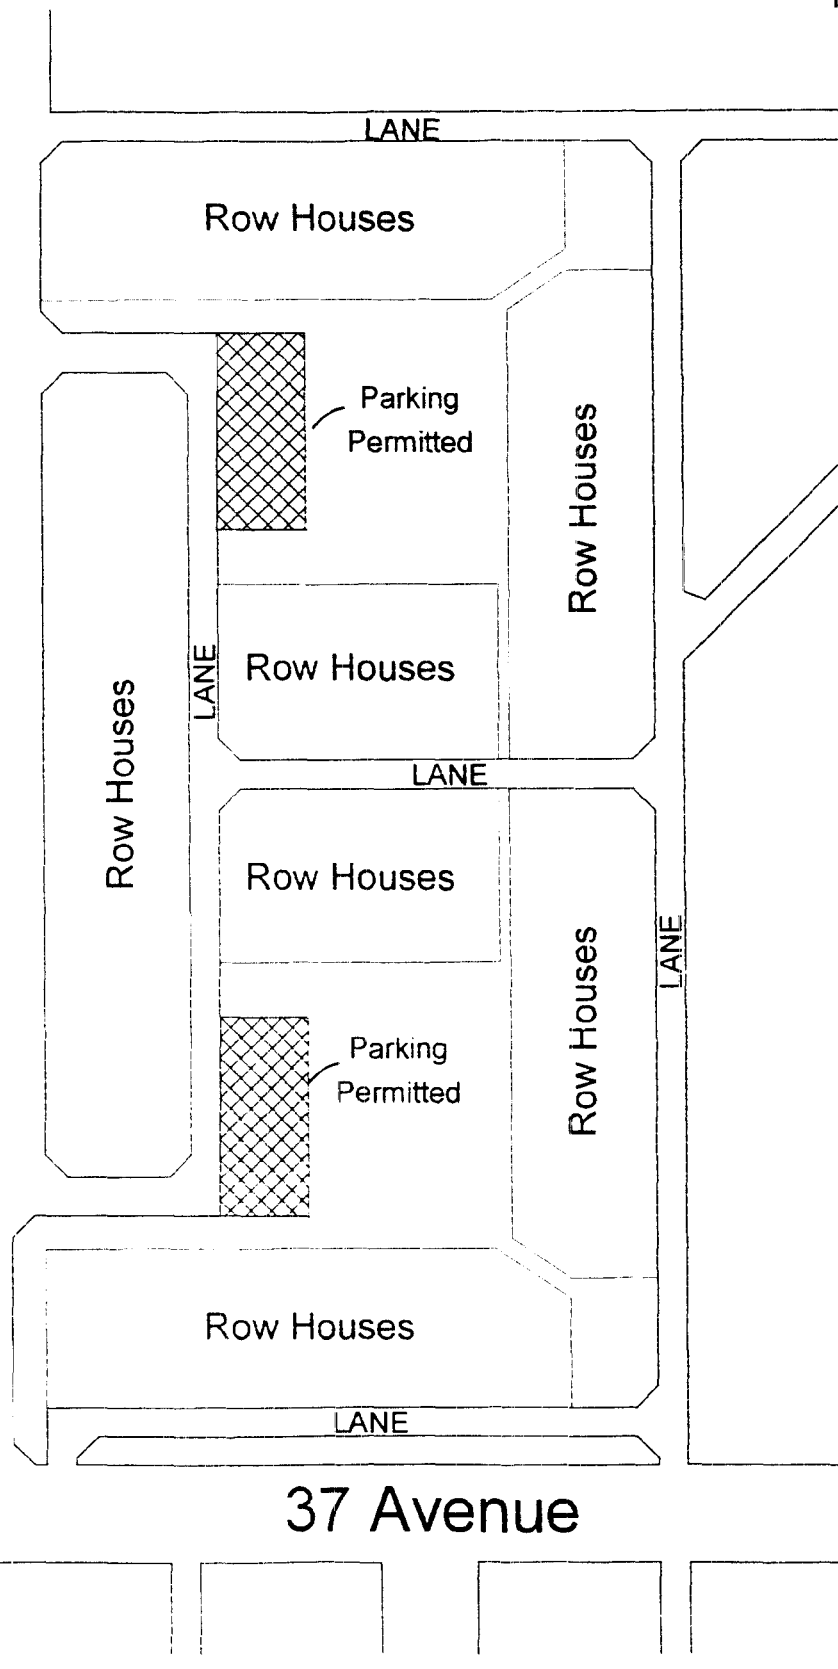 LANE
Row Houses
Parking
Permitted
Row Houses
LANE
Row Houses
Row Houses
LANE
Row Houses
LANE
Row Houses
Parking
Permitted
Row Houses
LANE
37 Avenue